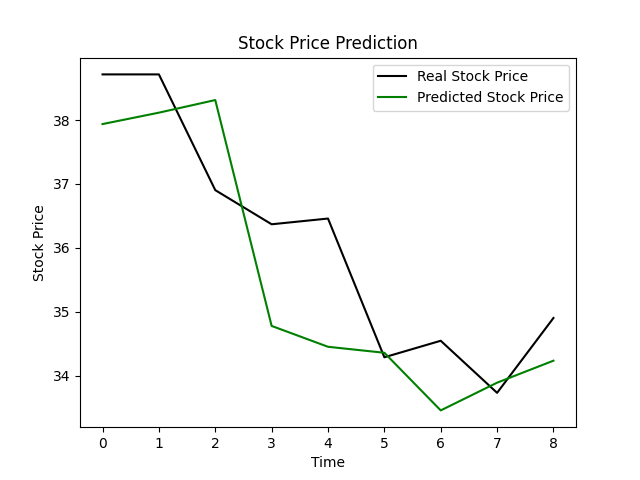 Stock Price Prediction
Real Stock Price
Predicted Stock Price
38
37
36
35
34
Stock Price
0 1 2 3 4 5 6 7 8
Time